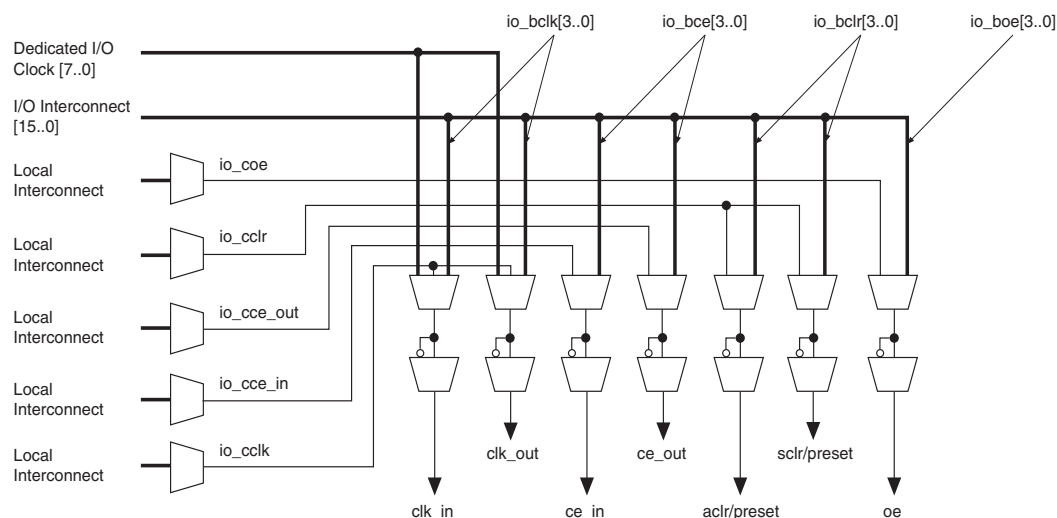 io_bclk[3..0]
io_bce[3..0]
io_bclr[3..0]
io_boe[3..0]
Dedicated I/O
Clock [7..0]
I/O Interconnect
[15..0]
Local
Interconnect
io_coe
Local
Interconnect
io_cclr
Local
Interconnect
io_cce_out
Local
Interconnect
io_cce_in
Local
Interconnect
io_cclk
clk_out
ce_out
sclr/preset
clk_in
ce_in
aclr/preset
oe